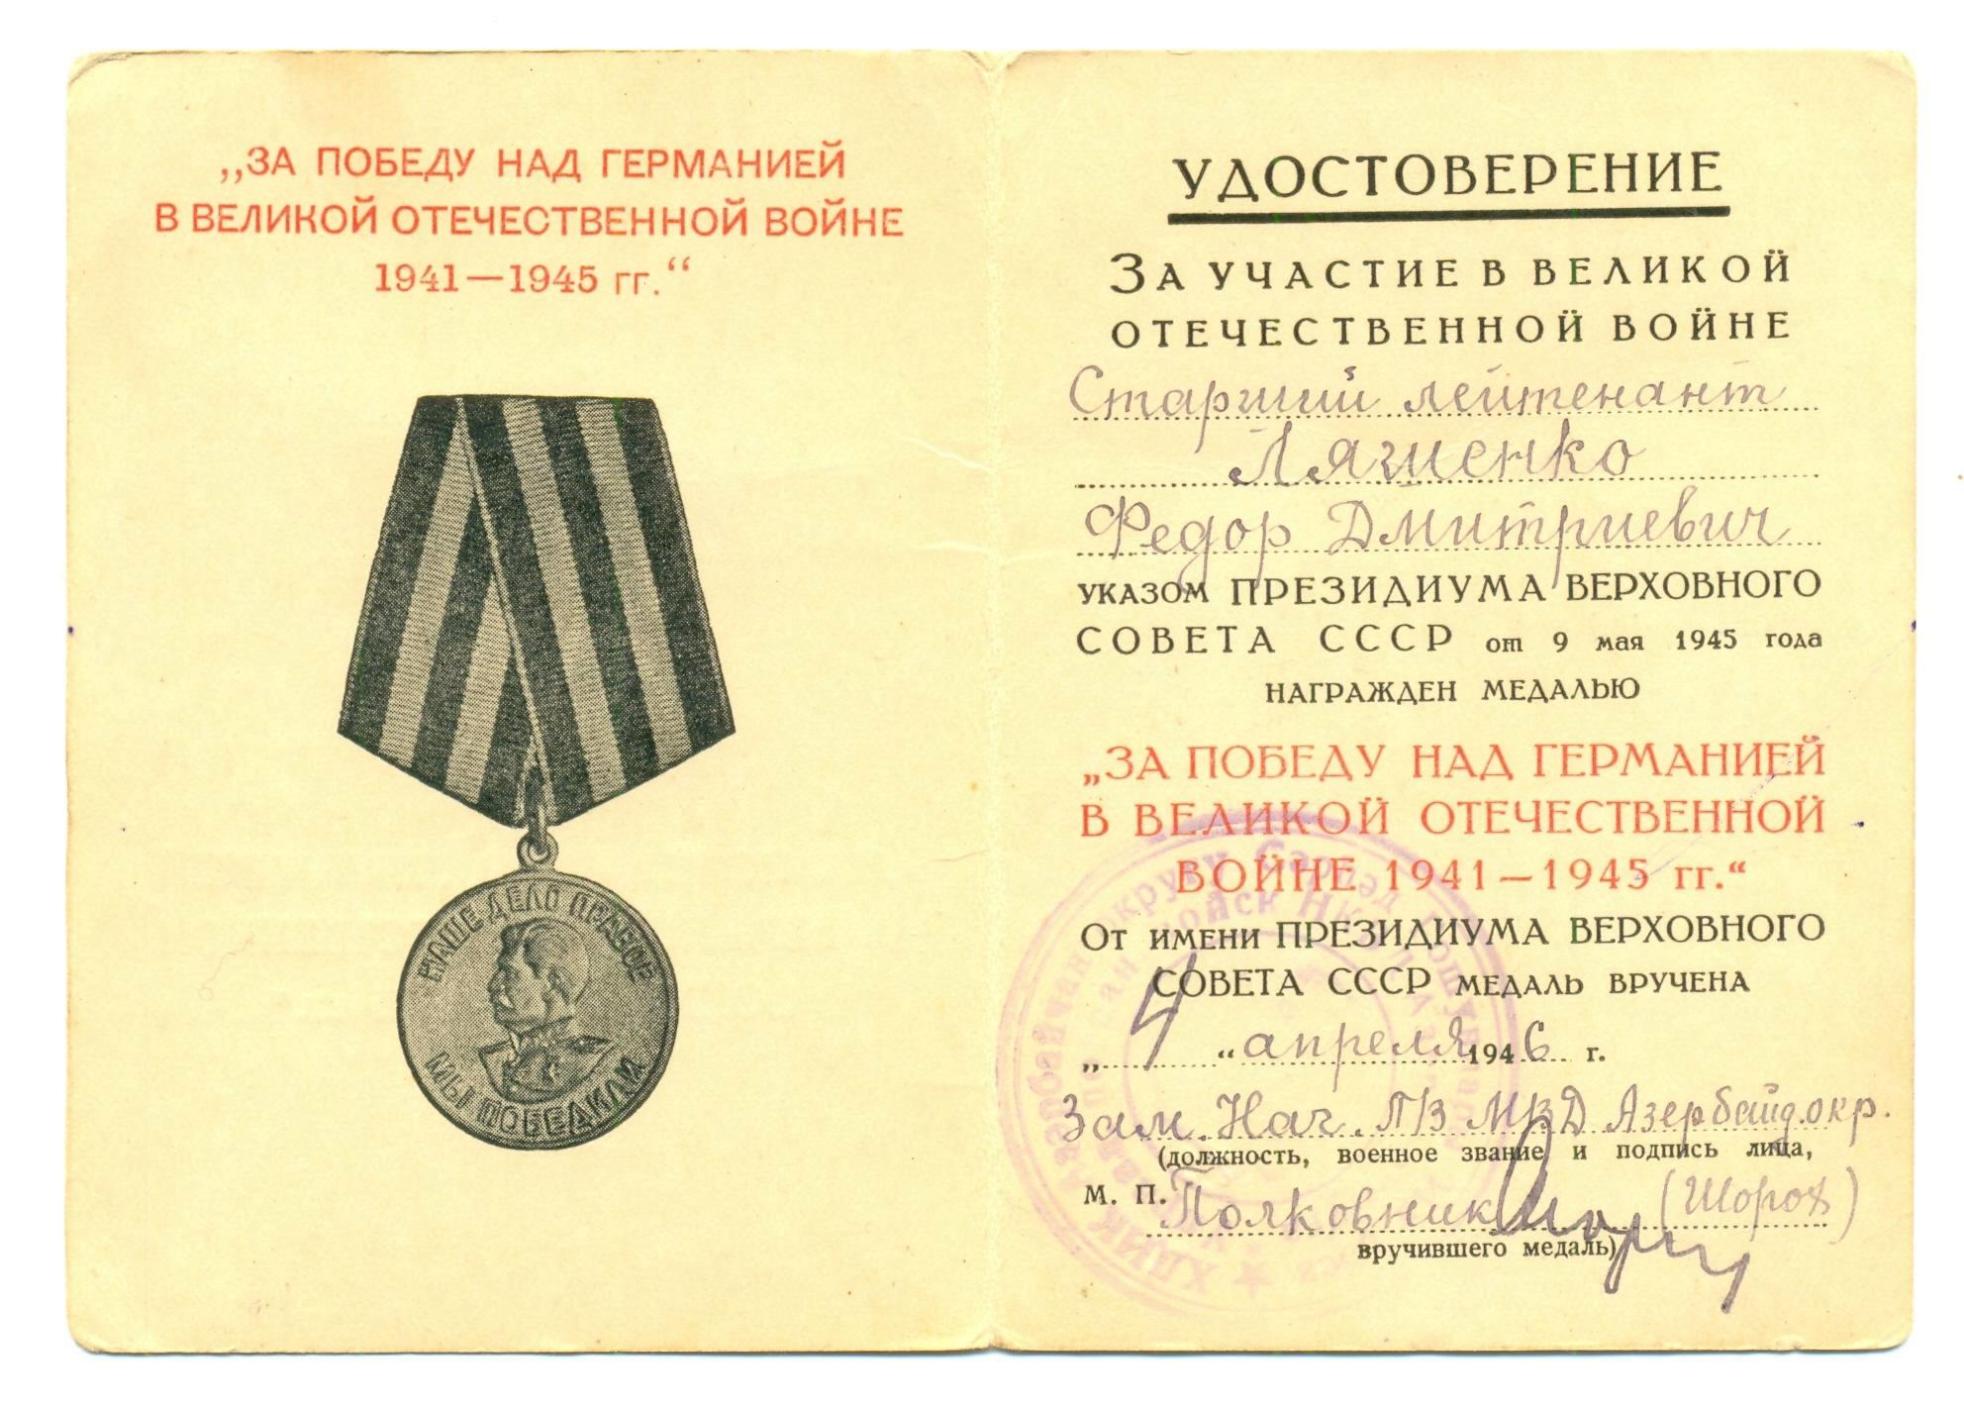 „ЗА ПОБЕДУ НАД ГЕРМАНИЕЙ
В ВЕЛИКОЙ ОТЕЧЕСТВЕННОЙ ВОЙНЕ
1941—1945 гг.“
НАШЕ ДЕЛО ПРАВОЕ
МЫ ПОБЕДИЛИ
УДОСТОВЕРЕНИЕ
ЗА УЧАСТИЕ В ВЕЛИКОЙ
ОТЕЧЕСТВЕННОЙ ВОЙНЕ
Старший лейтенант
Ляшенко
Федор Дмитриевич
УКАЗОМ ПРЕЗИДИУМА ВЕРХОВНОГО
СОВЕТА СССР от 9 мая 1945 года
НАГРАЖДЕН МЕДАЛЬЮ
„ЗА ПОБЕДУ НАД ГЕРМАНИЕЙ
В ВЕЛИКОЙ ОТЕЧЕСТВЕННОЙ
ВОЙНЕ 1941—1945 гг.“
ОТ ИМЕНИ ПРЕЗИДИУМА ВЕРХОВНОГО
СОВЕТА СССР МЕДАЛЬ ВРУЧЕНА
„4“ апреля 1946 г.
Зам. Нач. ПВ МВД Азербайд.окр.
(должность, военное звание и подпись лица,
М. П. Полковник (Шорох)
вручившего медаль)